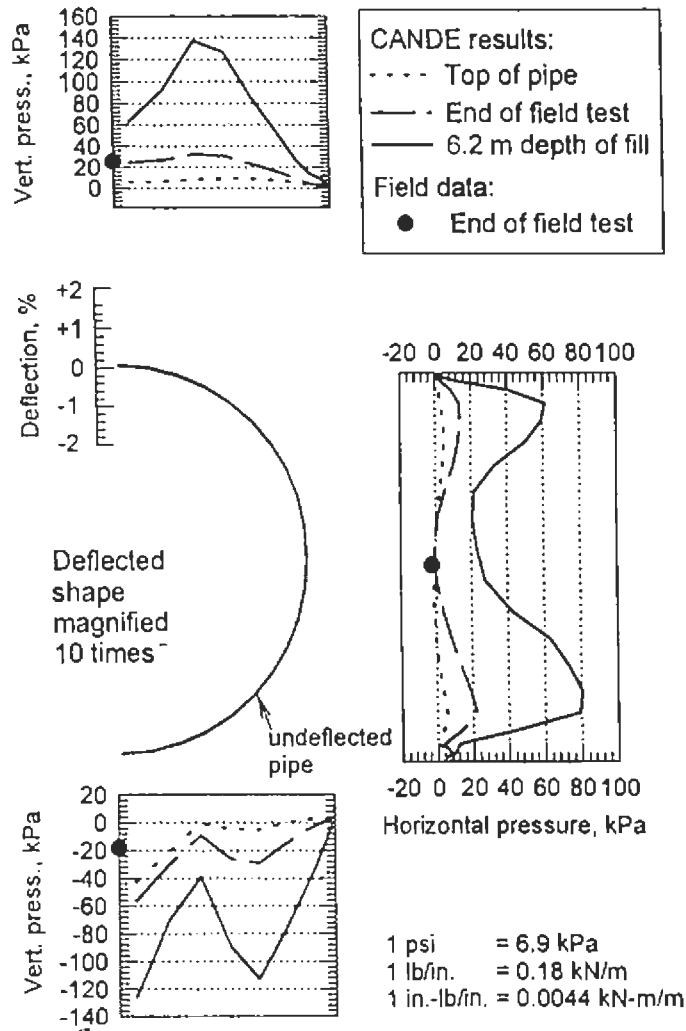 160
140
120
100
80
60
40
20
0
Vert. press., kPa
CANDE results:
Top of pipe
End of field test
6.2 m depth of fill
Field data:
End of field test
+2
+1
0
-1
-2
Deflection, %
Deflected
shape
magnified
10 times
undeflected
pipe
-20 0 20 40 60 80 100
-20 0 20 40 60 80 100
Horizontal pressure, kPa
20
0
-20
-40
-60
-80
-100
-120
-140
Vert. press., kPa
1 psi = 6.9 kPa
1 lb/in. = 0.18 kN/m
1 in.-lb/in. = 0.0044 kN-m/m